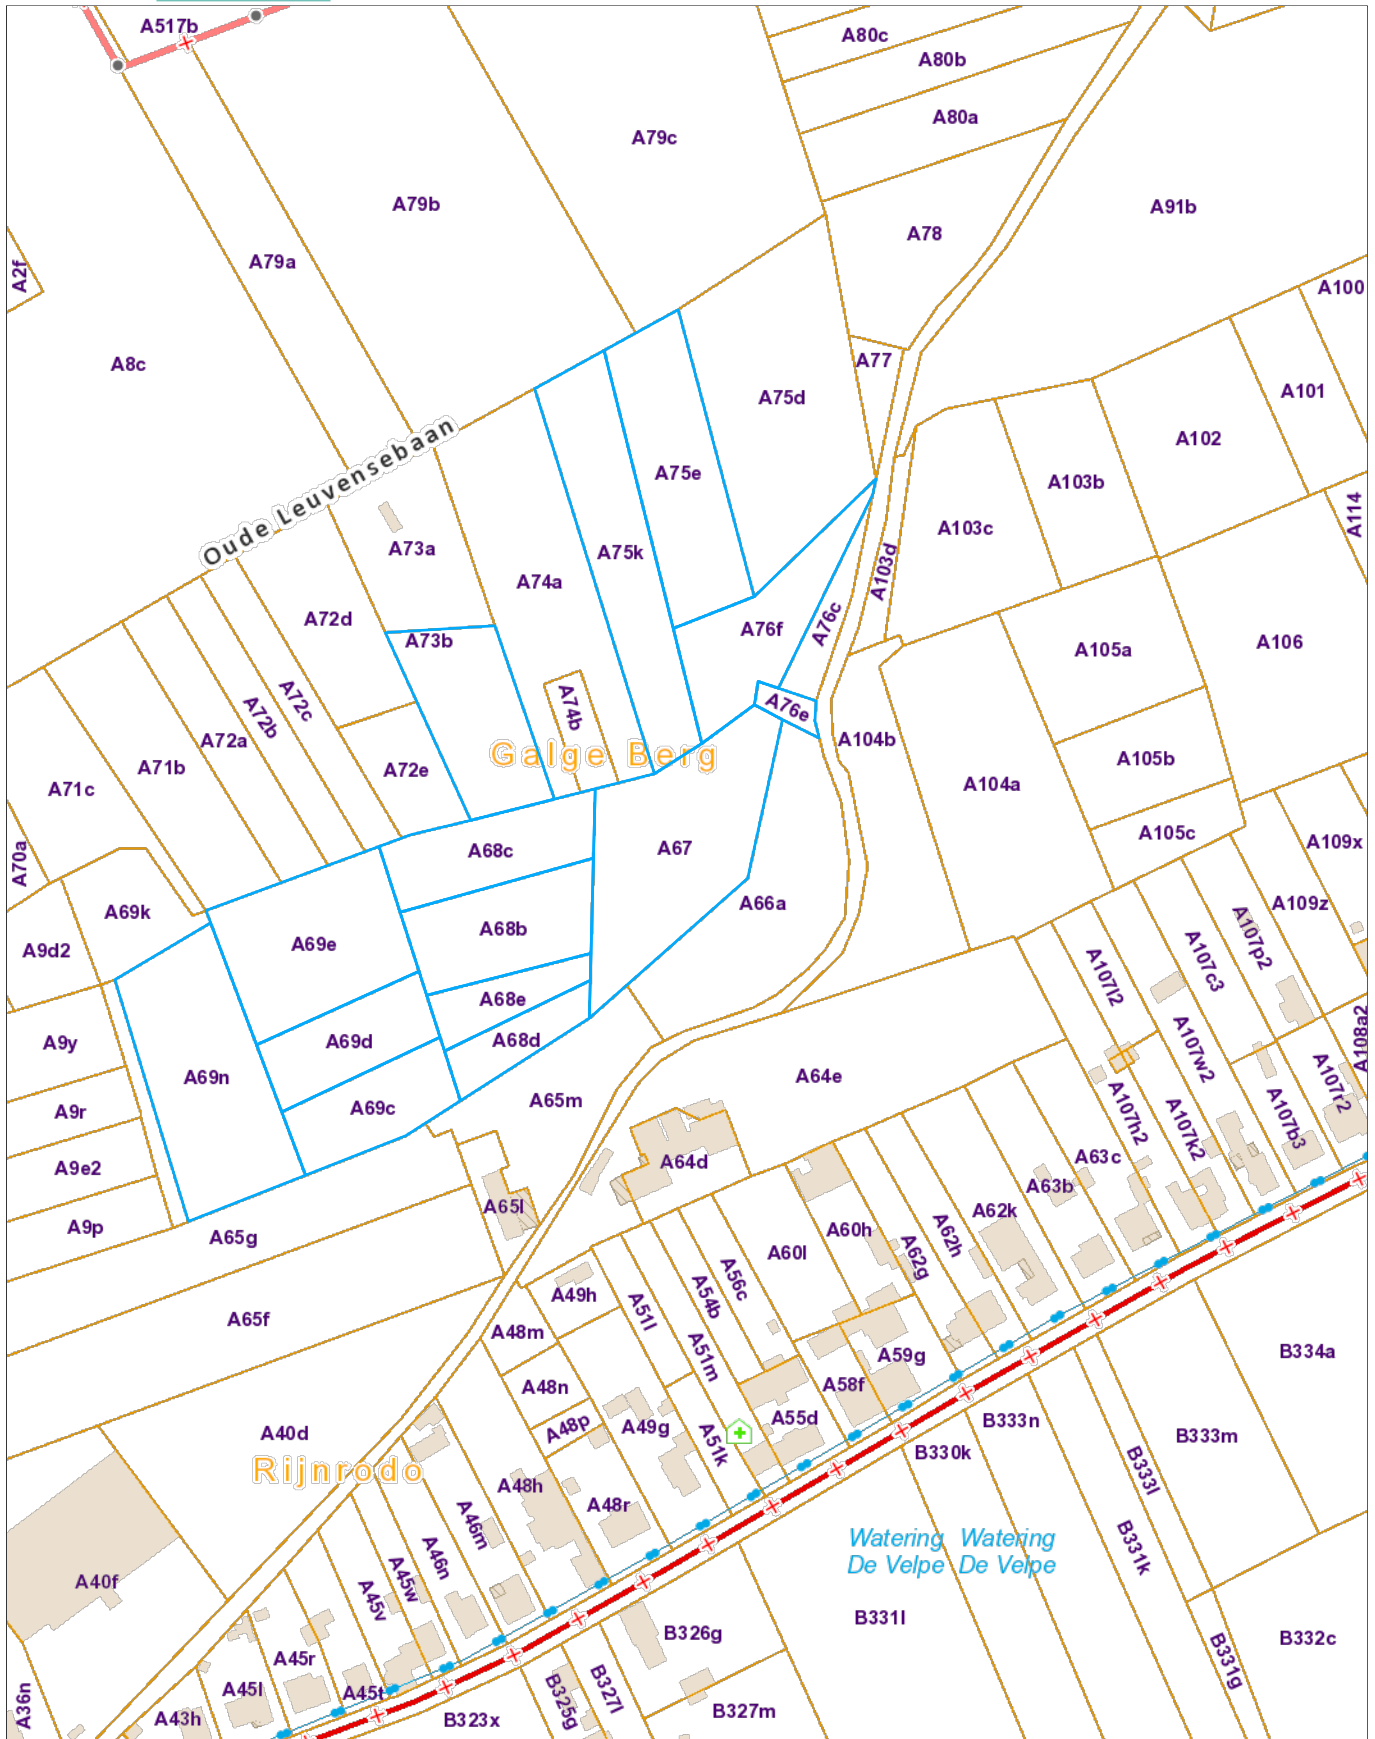 A517b
A80c
A80b
A80a
A79c
A79b
A91b
A78
A79a
A2f
A100
A8c
A77
A75d
A101
Oude Leuvensebaan
A102
A75e
A103b
A114
A103c
A73a
A75k
A103d
A74a
A72d
A76c
A76f
A73b
A106
A105a
A72c
A74b
A76e
A72b
A72a
A104b
Galge Berg
A105b
A71b
A72e
A104a
A71c
A105c
A109x
A68c
A67
A70a
A66a
A109z
A69k
A68b
A107p2
A69e
A9d2
A107c3
A107l2
A68e
A68d
A69d
A9y
A108a2
A107w2
A69n
A64e
A107r2
A65m
A69c
A9r
A107h2
A107b3
A107k2
A63c
A64d
A9e2
A63b
A65l
A62k
A9p
A65g
A60h
A62h
A60l
A62g
A56c
A49h
A54b
A51l
A65f
A48m
A51m
A59g
B334a
A58f
A48n
A55d
B333n
A49g
A48p
A40d
B333m
A51k
B330k
Rijnrodo
B333l
A48h
A48r
A46m
Watering Watering
De Velpe De Velpe
B331k
A46n
A40f
A45w
A45v
B331l
B326g
B332c
A45r
B331g
A45l
B327l
A45t
B325g
A36n
B327m
A43h
B323x